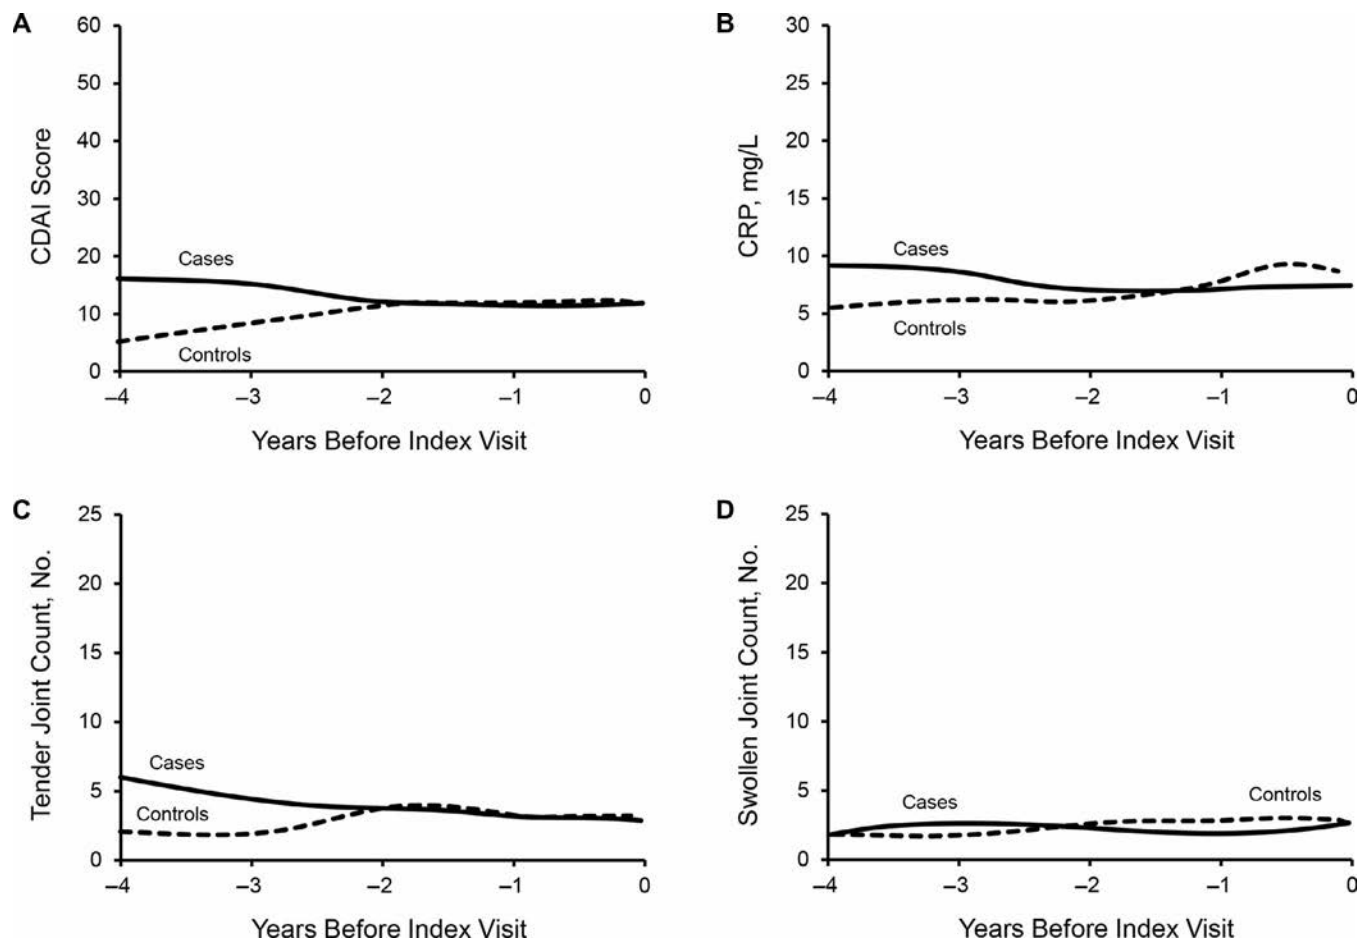 A
CDAI Score
60
50
40
30
20
10
0
Cases
Controls
–4 –3 –2 –1 0
Years Before Index Visit
B
CRP, mg/L
30
25
20
15
10
5
0
Cases
Controls
–4 –3 –2 –1 0
Years Before Index Visit
C
Tender Joint Count, No.
25
20
15
10
5
0
Cases
Controls
–4 –3 –2 –1 0
Years Before Index Visit
D
Swollen Joint Count, No.
25
20
15
10
5
0
Cases
Controls
–4 –3 –2 –1 0
Years Before Index Visit